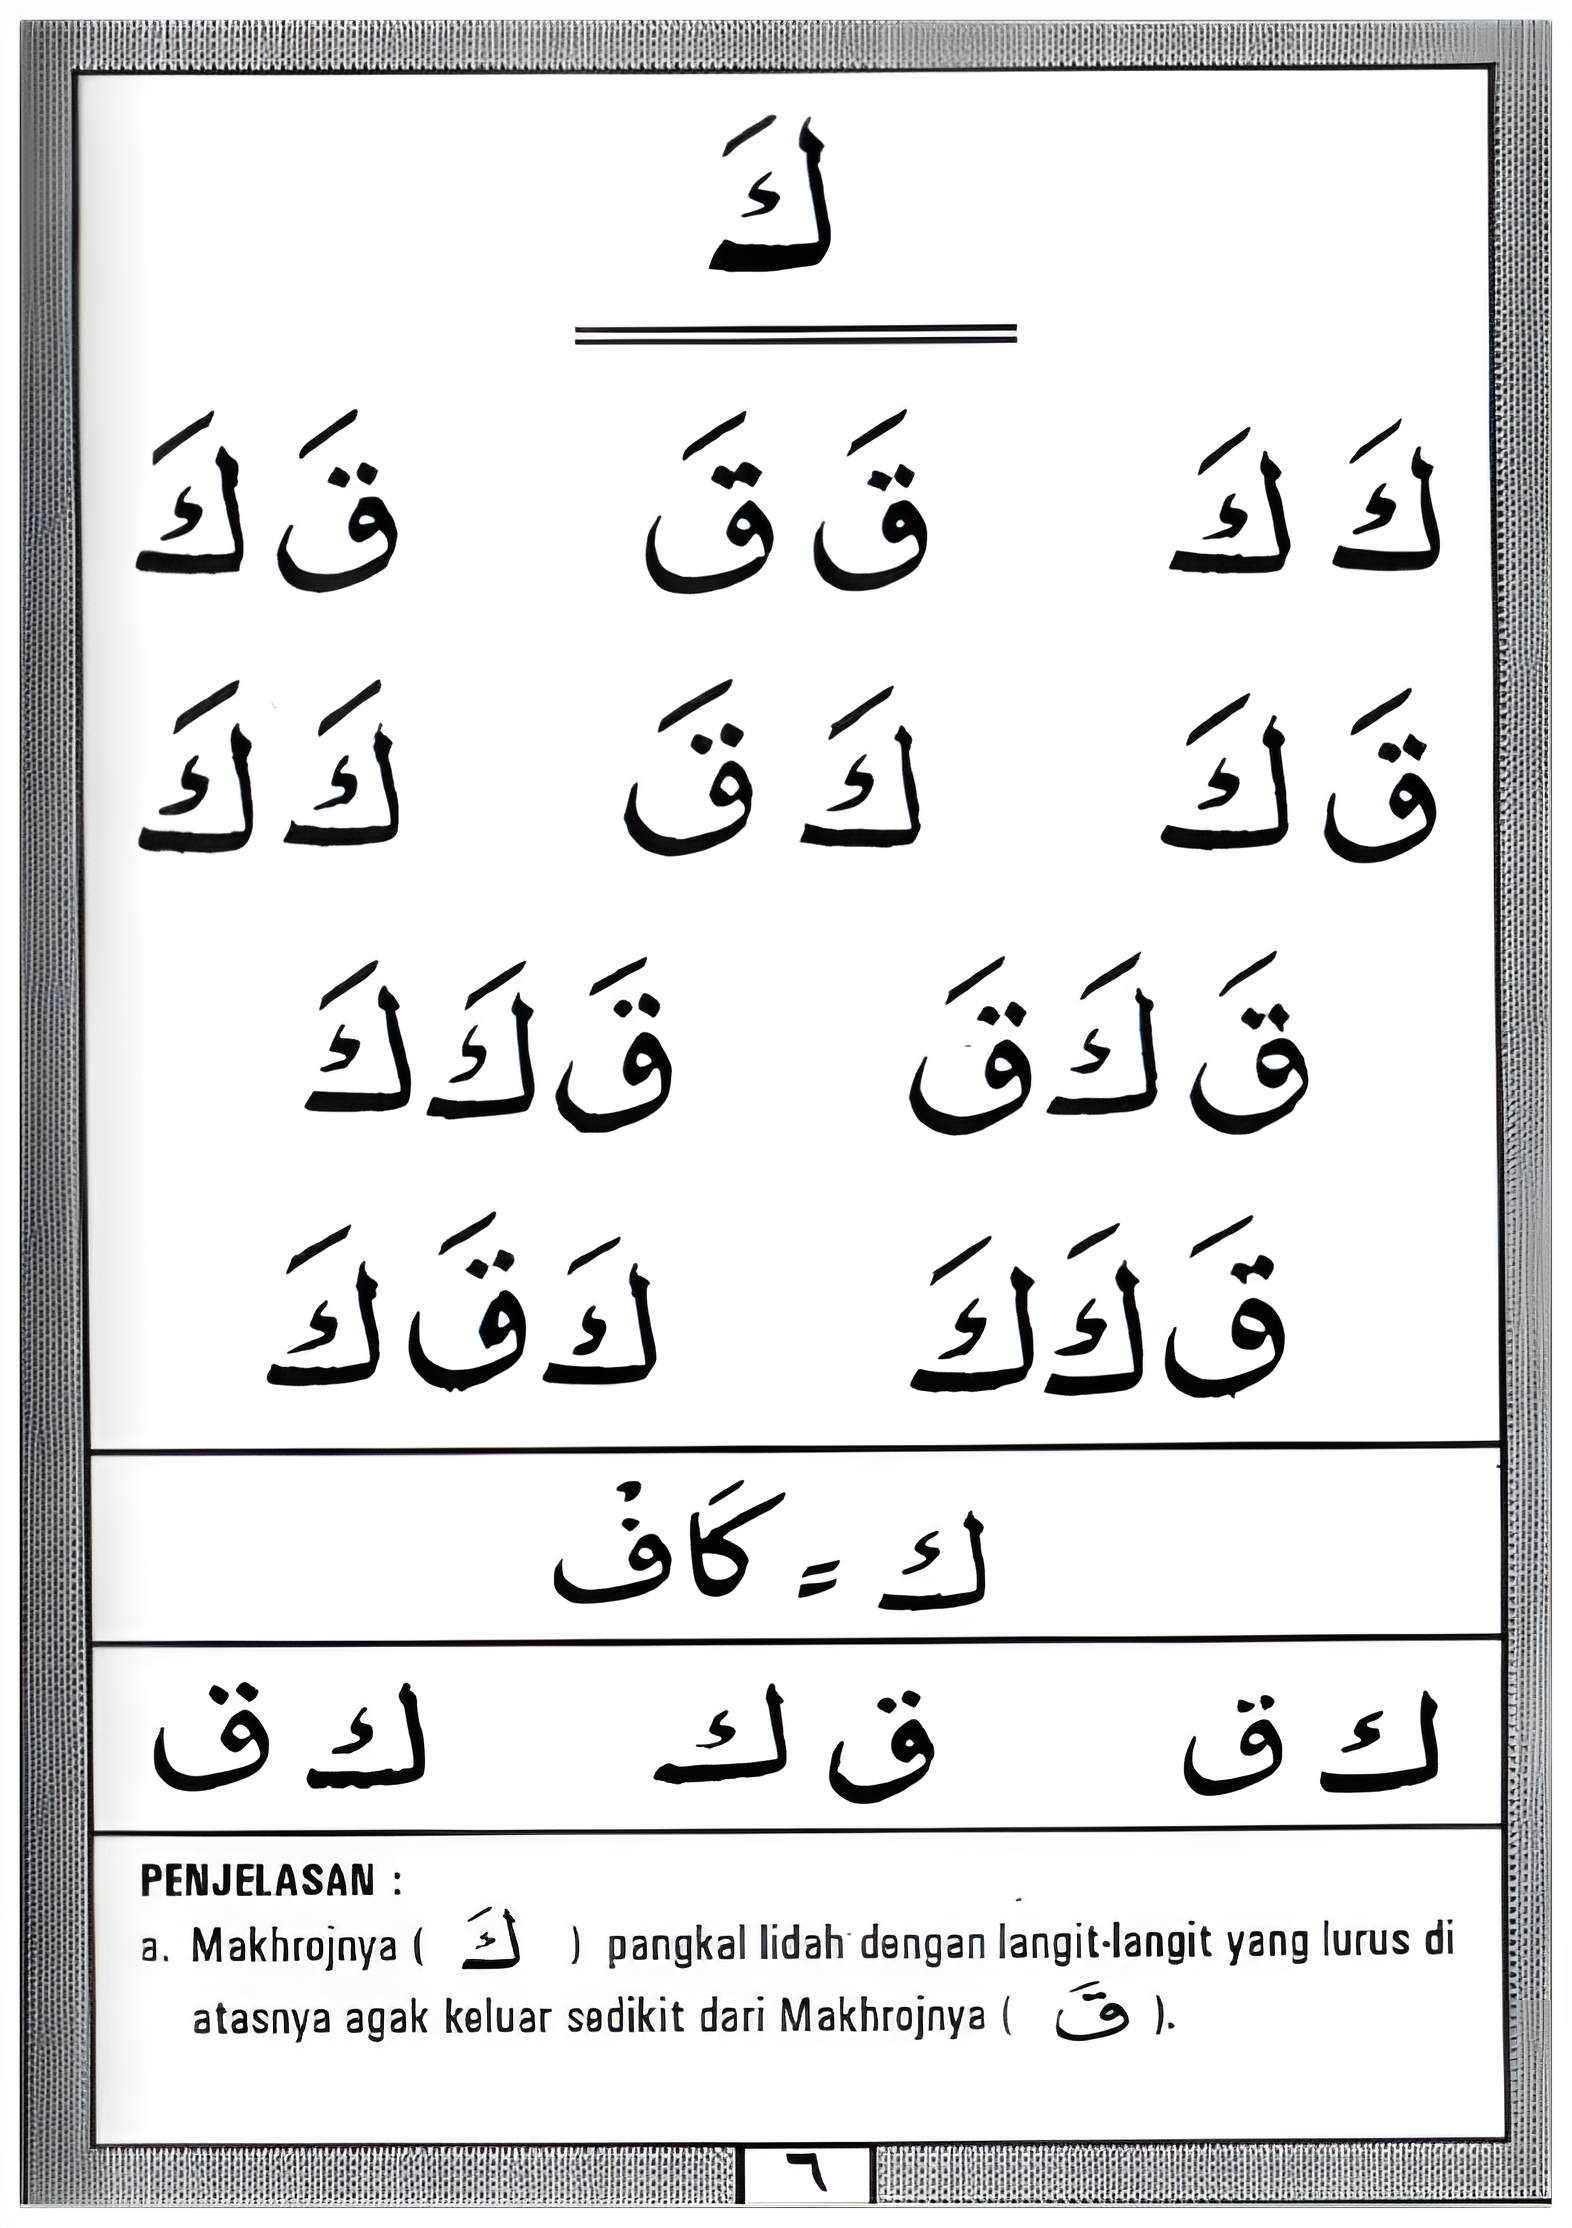 كَ
كَ كَ قَ قَ قَ كَ
قَ كَ كَ قَ كَ كَ
قَ كَ قَ قَ كَ كَ
قَ كَ كَ كَ قَ كَ
ك = كَافْ
ك ق ق ك ك ق
PENJELASAN :
a. Makhrojnya ( كَ ) pangkal lidah dengan langit-langit yang lurus di
atasnya agak keluar sedikit dari Makhrojnya ( قَ ).
٦